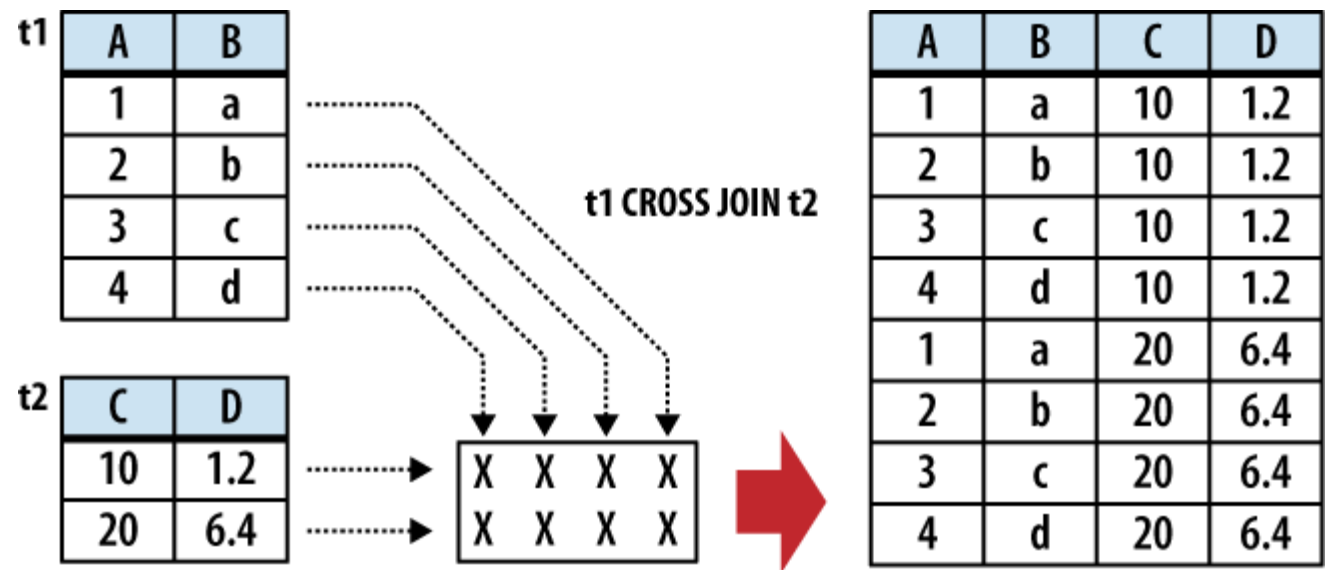 t1
A B
1 a
2 b
3 c
4 d
t2
C D
10 1.2
20 6.4
t1 CROSS JOIN t2
X X X X
X X X X
A B C D
1 a 10 1.2
2 b 10 1.2
3 c 10 1.2
4 d 10 1.2
1 a 20 6.4
2 b 20 6.4
3 c 20 6.4
4 d 20 6.4